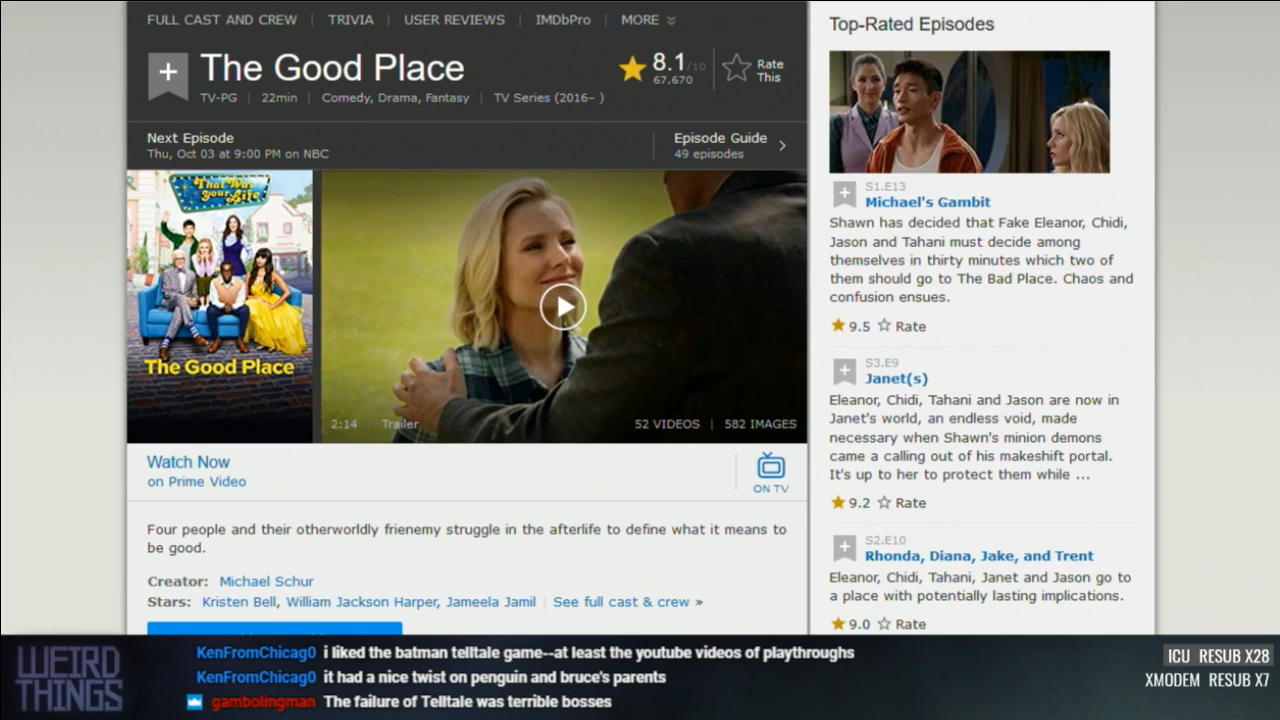 FULL CAST AND CREW | TRIVIA | USER REVIEWS | IMDbPro | MORE
The Good Place
8.1/10
67,670
Rate This
TV-PG | 22min | Comedy, Drama, Fantasy | TV Series (2016– )
Next Episode
Thu, Oct 03 at 9:00 PM on NBC
Episode Guide
49 episodes
That Was
Your Life
The Good Place
2:14 Trailer
52 VIDEOS | 582 IMAGES
Watch Now
on Prime Video
ON TV
Four people and their otherworldly frienemy struggle in the afterlife to define what it means to
be good.
Creator: Michael Schur
Stars: Kristen Bell, William Jackson Harper, Jameela Jamil | See full cast & crew »
Top-Rated Episodes
S1.E13
Michael's Gambit
Shawn has decided that Fake Eleanor, Chidi,
Jason and Tahani must decide among
themselves in thirty minutes which two of
them should go to The Bad Place. Chaos and
confusion ensues.
9.5 Rate
S3.E9
Janet(s)
Eleanor, Chidi, Tahani and Jason are now in
Janet's world, an endless void, made
necessary when Shawn's minion demons
came a calling out of his makeshift portal.
It's up to her to protect them while ...
9.2 Rate
S2.E10
Rhonda, Diana, Jake, and Trent
Eleanor, Chidi, Tahani, Janet and Jason go to
a place with potentially lasting implications.
9.0 Rate
WEIRD
THINGS
KenFromChicag0 i liked the batman telltale game--at least the youtube videos of playthroughs
KenFromChicag0 it had a nice twist on penguin and bruce's parents
gambolingman The failure of Telltale was terrible bosses
ICU RESUB X28
XMODEM RESUB X7